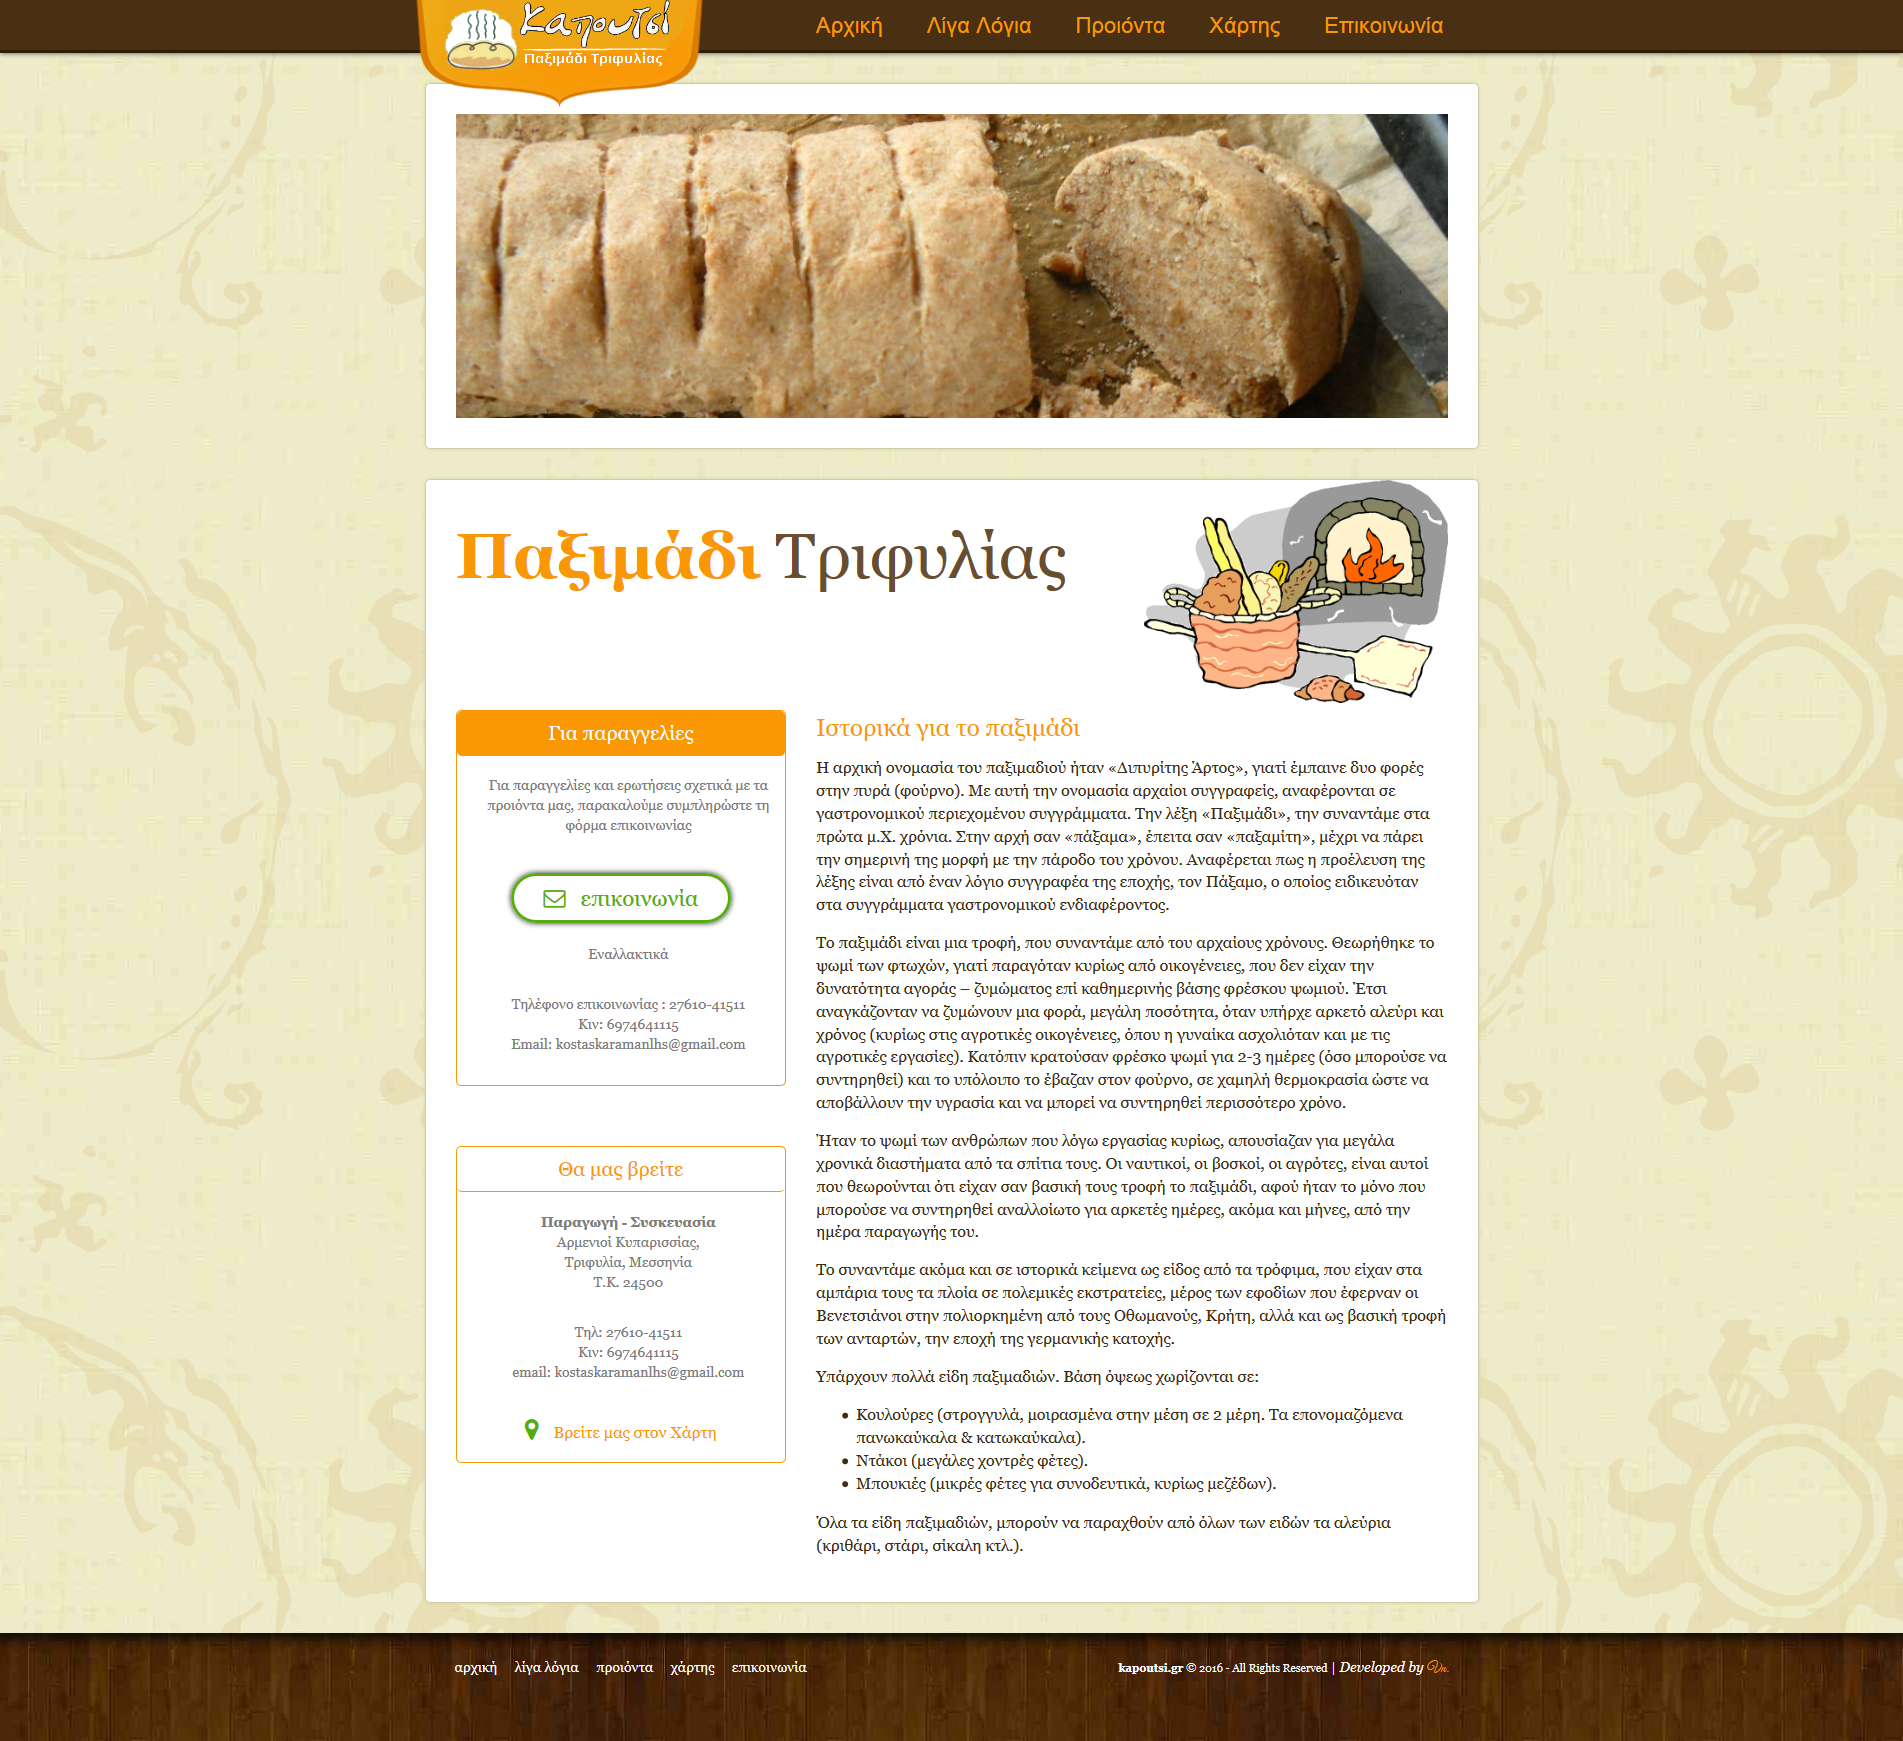 Καπουτσί
Παξιμάδι Τριφυλίας
Αρχική Λίγα Λόγια Προιόντα Χάρτης Επικοινωνία
Παξιμάδι Τριφυλίας
Για παραγγελίες
Για παραγγελίες και ερωτήσεις σχετικά με τα
προιόντα μας, παρακαλούμε συμπληρώστε τη
φόρμα επικοινωνίας
επικοινωνία
Εναλλακτικά
Τηλέφονο επικοινωνίας : 27610-41511
Κιν: 6974641115
Email: kostaskaramanlhs@gmail.com
Θα μας βρείτε
Παραγωγή - Συσκευασία
Αρμενιοί Κυπαρισσίας,
Τριφυλία, Μεσσηνία
Τ.Κ. 24500
Τηλ: 27610-41511
Κιν: 6974641115
email: kostaskaramanlhs@gmail.com
Βρείτε μας στον Χάρτη
Ιστορικά για το παξιμάδι
Η αρχική ονομασία του παξιμαδιού ήταν «Διπυρίτης Άρτος», γιατί έμπαινε δυο φορές
στην πυρά (φούρνο). Με αυτή την ονομασία αρχαίοι συγγραφείς, αναφέρονται σε
γαστρονομικού περιεχομένου συγγράμματα. Την λέξη «Παξιμάδι», την συναντάμε στα
πρώτα μ.Χ. χρόνια. Στην αρχή σαν «πάξαμα», έπειτα σαν «παξαμίτη», μέχρι να πάρει
την σημερινή της μορφή με την πάροδο του χρόνου. Αναφέρεται πως η προέλευση της
λέξης είναι από έναν λόγιο συγγραφέα της εποχής, τον Πάξαμο, ο οποίος ειδικευόταν
στα συγγράμματα γαστρονομικού ενδιαφέροντος.
Το παξιμάδι είναι μια τροφή, που συναντάμε από του αρχαίους χρόνους. Θεωρήθηκε το
ψωμί των φτωχών, γιατί παραγόταν κυρίως από οικογένειες, που δεν είχαν την
δυνατότητα αγοράς – ζυμώματος επί καθημερινής βάσης φρέσκου ψωμιού. Έτσι
αναγκάζονταν να ζυμώνουν μια φορά, μεγάλη ποσότητα, όταν υπήρχε αρκετό αλεύρι και
χρόνος (κυρίως στις αγροτικές οικογένειες, όπου η γυναίκα ασχολιόταν και με τις
αγροτικές εργασίες). Κατόπιν κρατούσαν φρέσκο ψωμί για 2-3 ημέρες (όσο μπορούσε να
συντηρηθεί) και το υπόλοιπο το έβαζαν στον φούρνο, σε χαμηλή θερμοκρασία ώστε να
αποβάλλουν την υγρασία και να μπορεί να συντηρηθεί περισσότερο χρόνο.
Ήταν το ψωμί των ανθρώπων που λόγω εργασίας κυρίως, απουσίαζαν για μεγάλα
χρονικά διαστήματα από τα σπίτια τους. Οι ναυτικοί, οι βοσκοί, οι αγρότες, είναι αυτοί
που θεωρούνται ότι είχαν σαν βασική τους τροφή το παξιμάδι, αφού ήταν το μόνο που
μπορούσε να συντηρηθεί αναλλοίωτο για αρκετές ημέρες, ακόμα και μήνες, από την
ημέρα παραγωγής του.
Το συναντάμε ακόμα και σε ιστορικά κείμενα ως είδος από τα τρόφιμα, που είχαν στα
αμπάρια τους τα πλοία σε πολεμικές εκστρατείες, μέρος των εφοδίων που έφερναν οι
Βενετσιάνοι στην πολιορκημένη από τους Οθωμανούς, Κρήτη, αλλά και ως βασική τροφή
των ανταρτών, την εποχή της γερμανικής κατοχής.
Υπάρχουν πολλά είδη παξιμαδιών. Βάση όψεως χωρίζονται σε:
• Κουλούρες (στρογγυλά, μοιρασμένα στην μέση σε 2 μέρη. Τα επονομαζόμενα
πανωκαύκαλα & κατωκαύκαλα).
• Ντάκοι (μεγάλες χοντρές φέτες).
• Μπουκιές (μικρές φέτες για συνοδευτικά, κυρίως μεζέδων).
Όλα τα είδη παξιμαδιών, μπορούν να παραχθούν από όλων των ειδών τα αλεύρια
(κριθάρι, στάρι, σίκαλη κτλ.).
αρχική λίγα λόγια προιόντα χάρτης επικοινωνία
kapoutsi.gr © 2016 - All Rights Reserved | Developed by